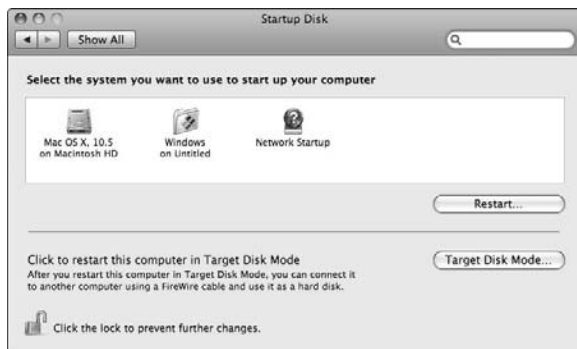 Startup Disk
Show All
Select the system you want to use to start up your computer
Mac OS X, 10.5
on Macintosh HD
Windows
on Untitled
Network Startup
Restart...
Click to restart this computer in Target Disk Mode
After you restart this computer in Target Disk Mode, you can connect it
to another computer using a FireWire cable and use it as a hard disk.
Target Disk Mode...
Click the lock to prevent further changes.